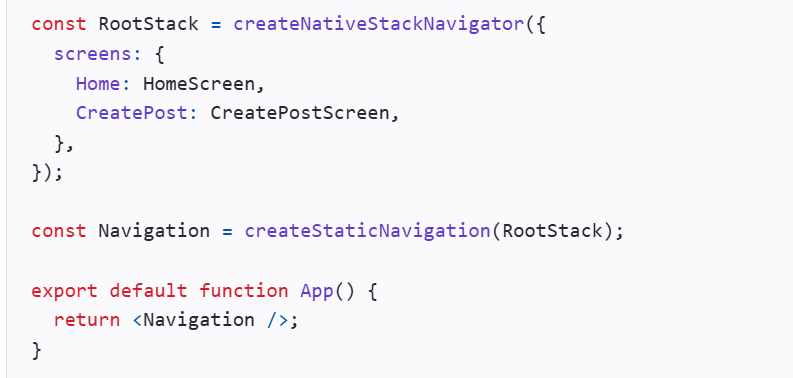 const RootStack = createNativeStackNavigator({
  screens: {
    Home: HomeScreen,
    CreatePost: CreatePostScreen,
  },
});

const Navigation = createStaticNavigation(RootStack);

export default function App() {
  return <Navigation />;
}